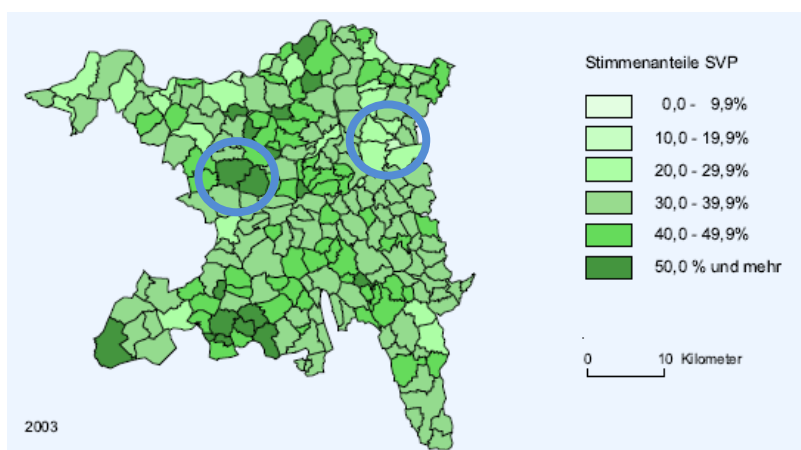 Stimmenanteile SVP
0,0 - 9,9%
10,0 - 19,9%
20,0 - 29,9%
30,0 - 39,9%
40,0 - 49,9%
50,0 % und mehr
0 10 Kilometer
2003